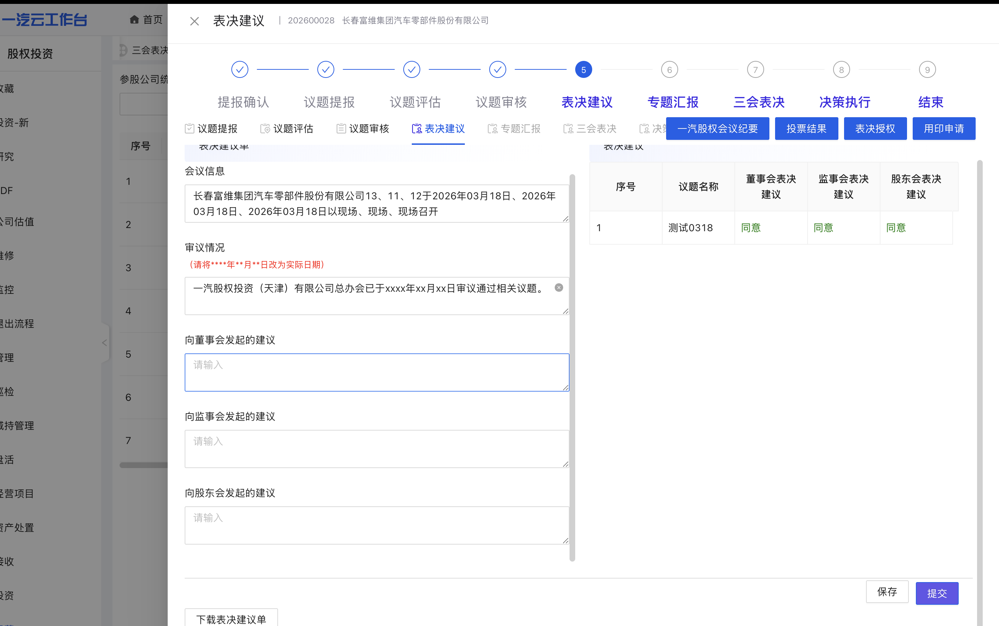 一汽云工作台
首页
表决建议
202600028 长春富维集团汽车零部件股份有限公司
股权投资
三会表决
5
6
7
8
9
提报确认
议题提报
议题评估
议题审核
表决建议
专题汇报
三会表决
决策执行
结束
参股公司统
收藏
投资-新
研究
DF
公司估值
维修
监控
退出流程
管理
巡检
减持管理
盘活
经营项目
资产处置
接收
投资
序号
1
2
3
4
5
6
7
议题提报
议题评估
议题审核
表决建议
专题汇报
三会表决
决策
一汽股权会议纪要
投票结果
表决授权
用印申请
表决建议单
会议信息
长春富维集团汽车零部件股份有限公司13、11、12于2026年03月18日、2026年
03月18日、2026年03月18日以现场、现场、现场召开
审议情况
（请将****年**月**日改为实际日期）
一汽股权投资（天津）有限公司总办会已于xxxx年xx月xx日审议通过相关议题。
向董事会发起的建议
请输入
向监事会发起的建议
请输入
向股东会发起的建议
请输入
表决建议
序号 议题名称 董事会表决建议 监事会表决建议 股东会表决建议
1 测试0318 同意 同意 同意
保存
提交
下载表决建议单